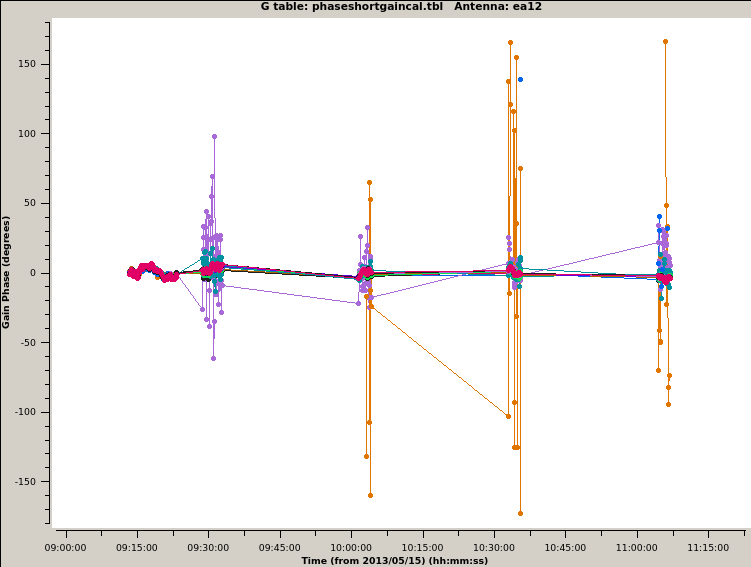 G table: phaseshortgaincal.tbl   Antenna: ea12
150
100
50
0
-50
-100
-150
Gain Phase (degrees)
09:00:00 09:15:00 09:30:00 09:45:00 10:00:00 10:15:00 10:30:00 10:45:00 11:00:00 11:15:00
Time (from 2013/05/15) (hh:mm:ss)